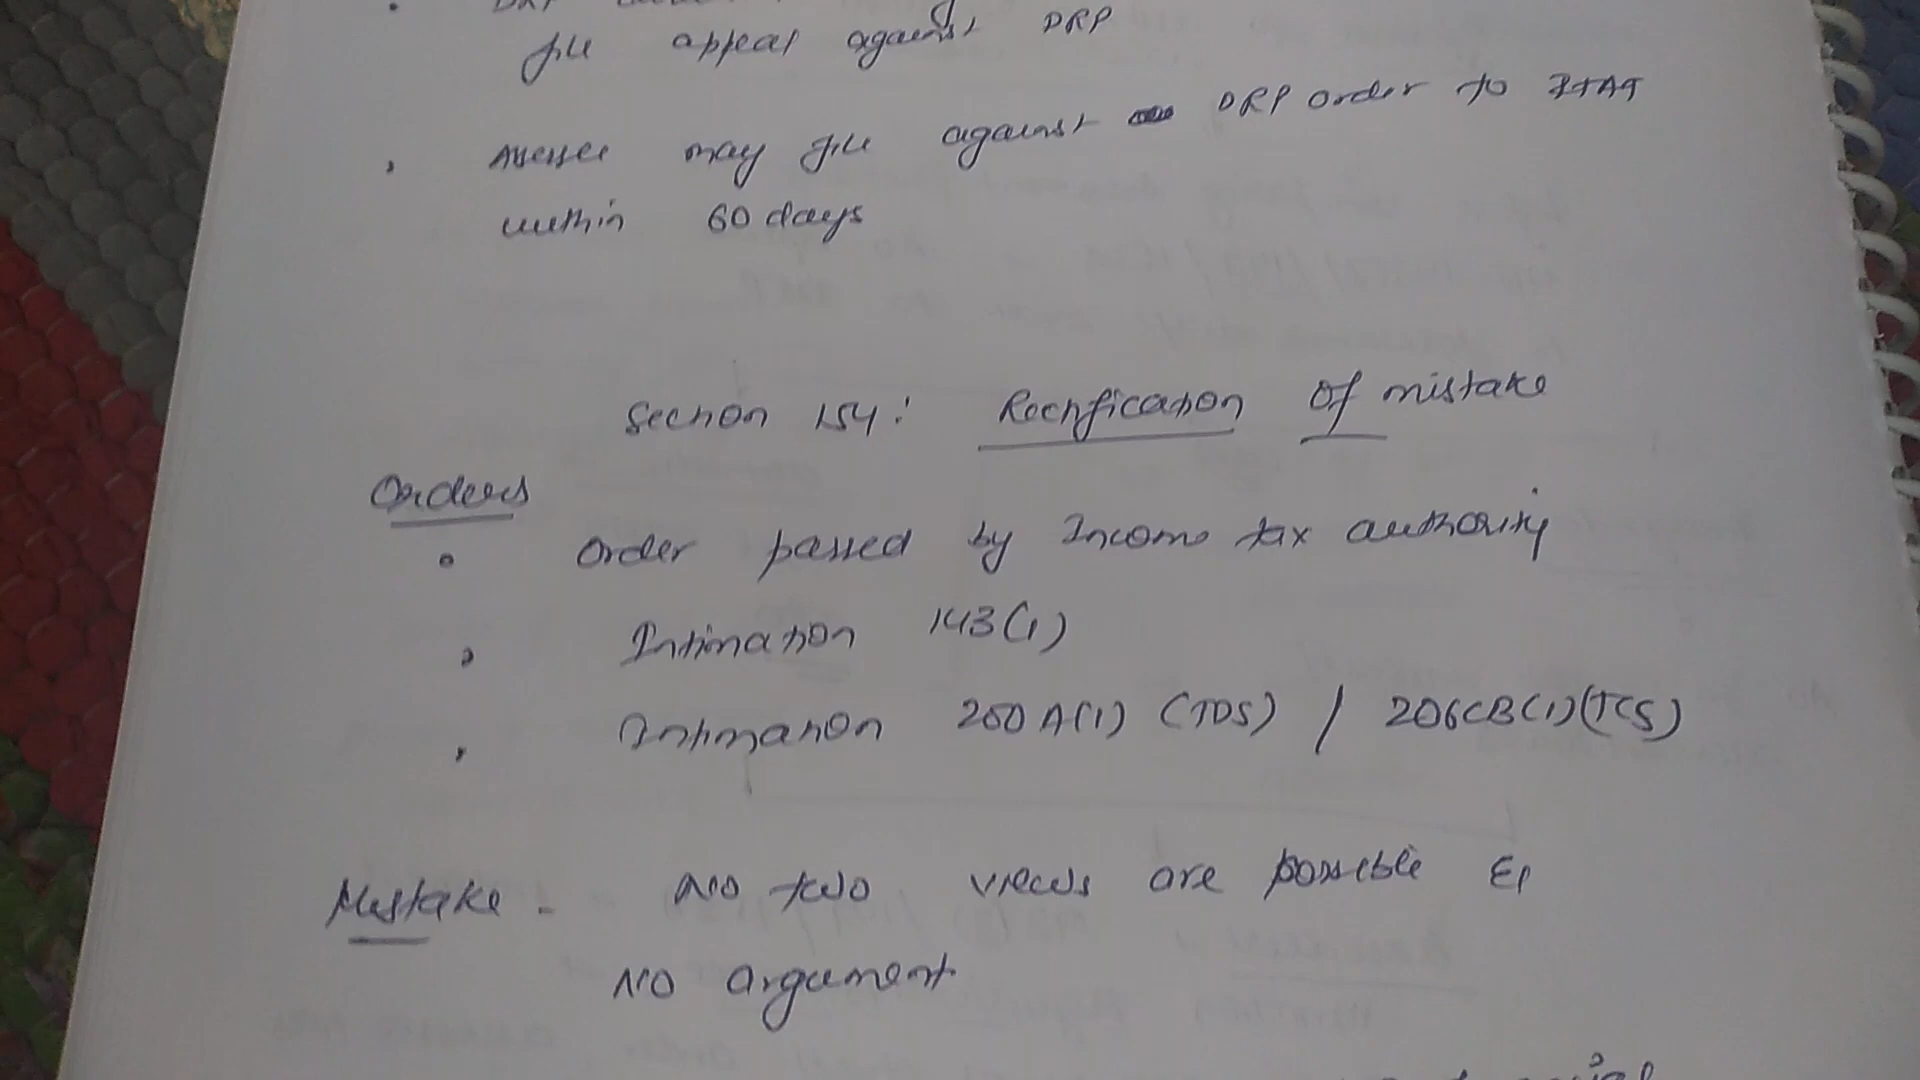 DRP
file appeal against DRP
Assessee may file against DRP order to ITAT
within 60 days
Section 154: Rectification Of mistake
Orders
Order passed by Income tax authority
Intimation 143(1)
Intimation 200A(1) (TDS) / 206CB(1)(TCS)
Mistake - No two views are possible &
No argument